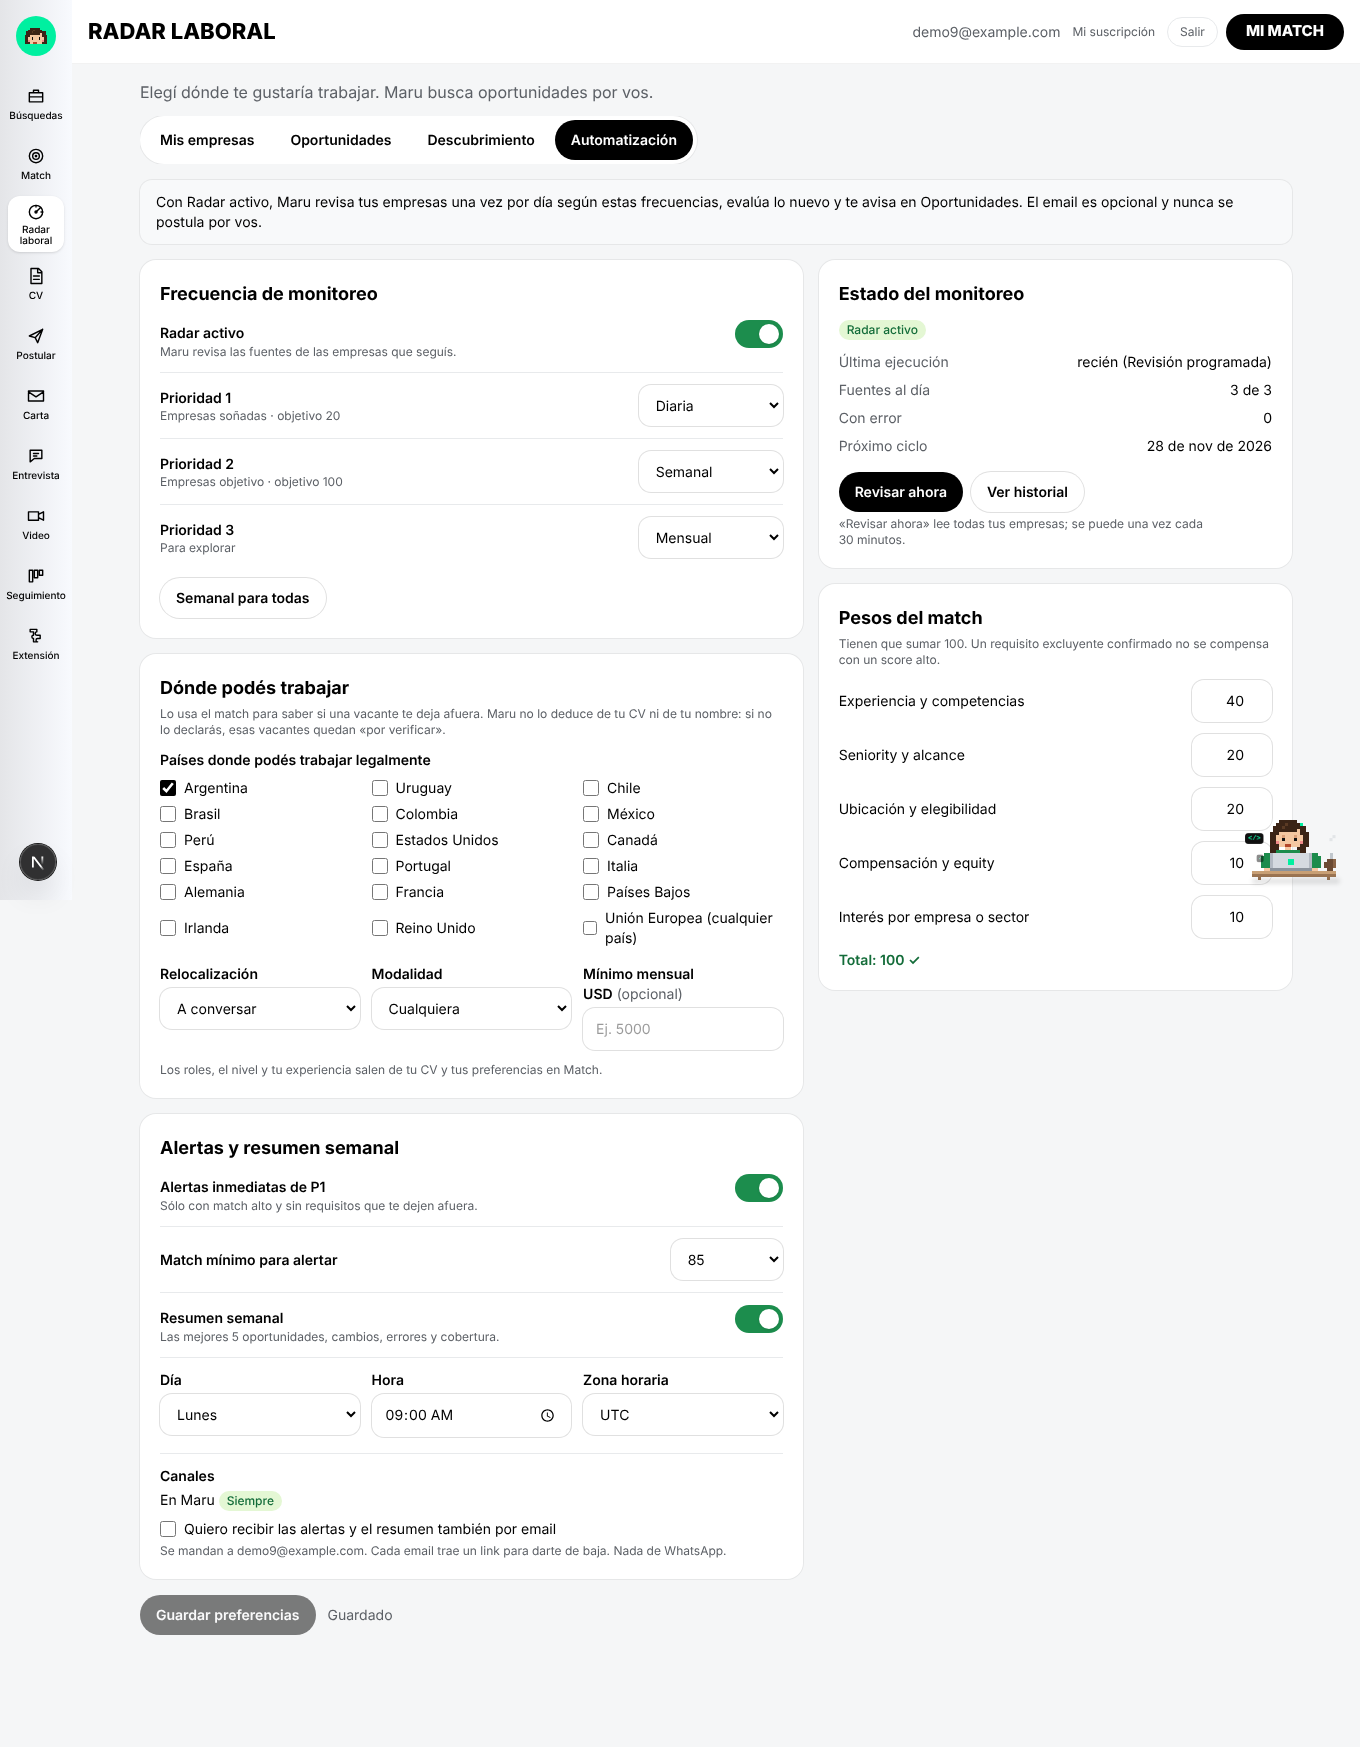 RADAR LABORAL
demo9@example.com
Mi suscripción
Salir
MI MATCH
Búsquedas
Match
Radar
laboral
CV
Postular
Carta
Entrevista
Video
Seguimiento
Extensión
N
Elegí dónde te gustaría trabajar. Maru busca oportunidades por vos.
Mis empresas
Oportunidades
Descubrimiento
Automatización
Con Radar activo, Maru revisa tus empresas una vez por día según estas frecuencias, evalúa lo nuevo y te avisa en Oportunidades. El email es opcional y nunca se
postula por vos.
Frecuencia de monitoreo
Radar activo
Maru revisa las fuentes de las empresas que seguís.
Prioridad 1
Empresas soñadas · objetivo 20
Diaria
Prioridad 2
Empresas objetivo · objetivo 100
Semanal
Prioridad 3
Para explorar
Mensual
Semanal para todas
Dónde podés trabajar
Lo usa el match para saber si una vacante te deja afuera. Maru no lo deduce de tu CV ni de tu nombre: si no
lo declarás, esas vacantes quedan «por verificar».
Países donde podés trabajar legalmente
Argentina
Uruguay
Chile
Brasil
Colombia
México
Perú
Estados Unidos
Canadá
España
Portugal
Italia
Alemania
Francia
Países Bajos
Irlanda
Reino Unido
Unión Europea (cualquier
país)
Relocalización
A conversar
Modalidad
Cualquiera
Mínimo mensual
USD (opcional)
Ej. 5000
Los roles, el nivel y tu experiencia salen de tu CV y tus preferencias en Match.
Alertas y resumen semanal
Alertas inmediatas de P1
Sólo con match alto y sin requisitos que te dejen afuera.
Match mínimo para alertar
85
Resumen semanal
Las mejores 5 oportunidades, cambios, errores y cobertura.
Día
Lunes
Hora
09:00 AM
Zona horaria
UTC
Canales
En Maru Siempre
Quiero recibir las alertas y el resumen también por email
Se mandan a demo9@example.com. Cada email trae un link para darte de baja. Nada de WhatsApp.
Guardar preferencias
Guardado
Estado del monitoreo
Radar activo
Última ejecución recién (Revisión programada)
Fuentes al día 3 de 3
Con error 0
Próximo ciclo 28 de nov de 2026
Revisar ahora
Ver historial
«Revisar ahora» lee todas tus empresas; se puede una vez cada
30 minutos.
Pesos del match
Tienen que sumar 100. Un requisito excluyente confirmado no se compensa
con un score alto.
Experiencia y competencias 40
Seniority y alcance 20
Ubicación y elegibilidad 20
Compensación y equity 10
Interés por empresa o sector 10
Total: 100 ✓
</>